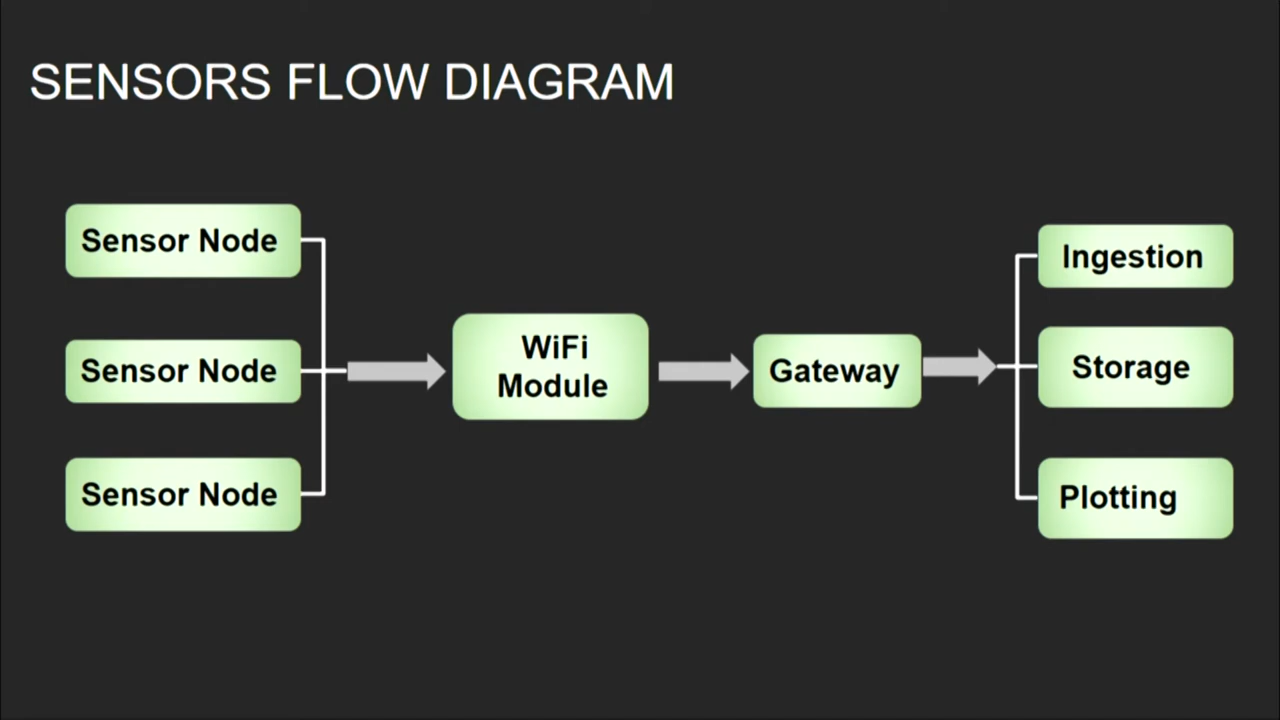 SENSORS FLOW DIAGRAM
Sensor Node
Sensor Node
Sensor Node
WiFi
Module
Gateway
Ingestion
Storage
Plotting